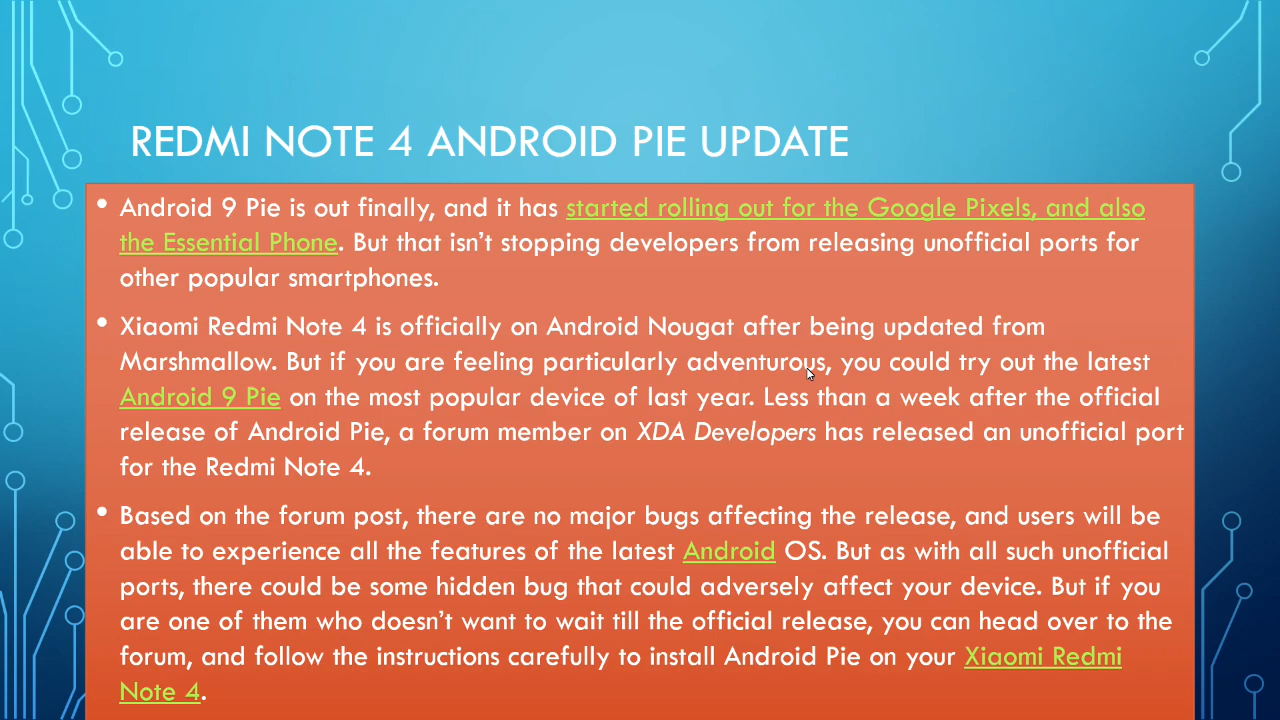 REDMI NOTE 4 ANDROID PIE UPDATE
• Android 9 Pie is out finally, and it has started rolling out for the Google Pixels, and also
the Essential Phone. But that isn’t stopping developers from releasing unofficial ports for
other popular smartphones.
• Xiaomi Redmi Note 4 is officially on Android Nougat after being updated from
Marshmallow. But if you are feeling particularly adventurous, you could try out the latest
Android 9 Pie on the most popular device of last year. Less than a week after the official
release of Android Pie, a forum member on XDA Developers has released an unofficial port
for the Redmi Note 4.
• Based on the forum post, there are no major bugs affecting the release, and users will be
able to experience all the features of the latest Android OS. But as with all such unofficial
ports, there could be some hidden bug that could adversely affect your device. But if you
are one of them who doesn’t want to wait till the official release, you can head over to the
forum, and follow the instructions carefully to install Android Pie on your Xiaomi Redmi
Note 4.